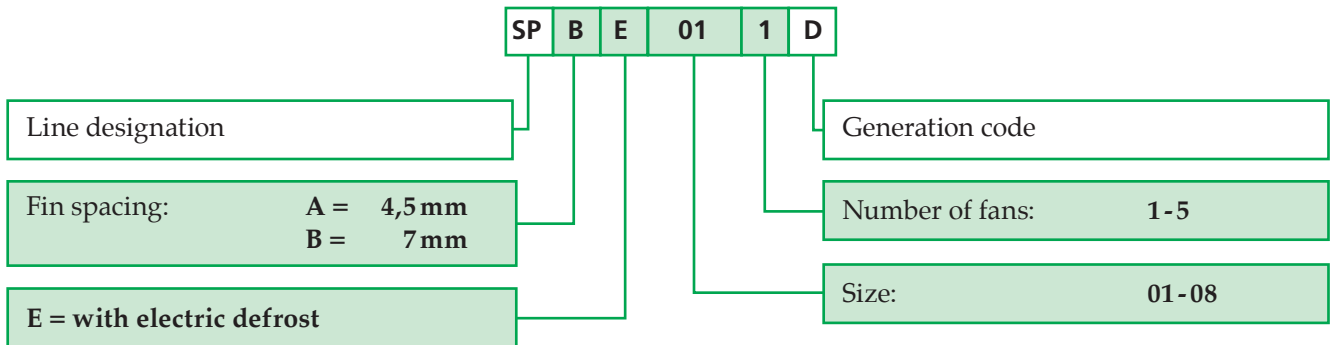 SP B E 01 1 D
Line designation
Generation code
Fin spacing: A = 4,5 mm
B = 7 mm
Number of fans: 1-5
E = with electric defrost
Size: 01-08